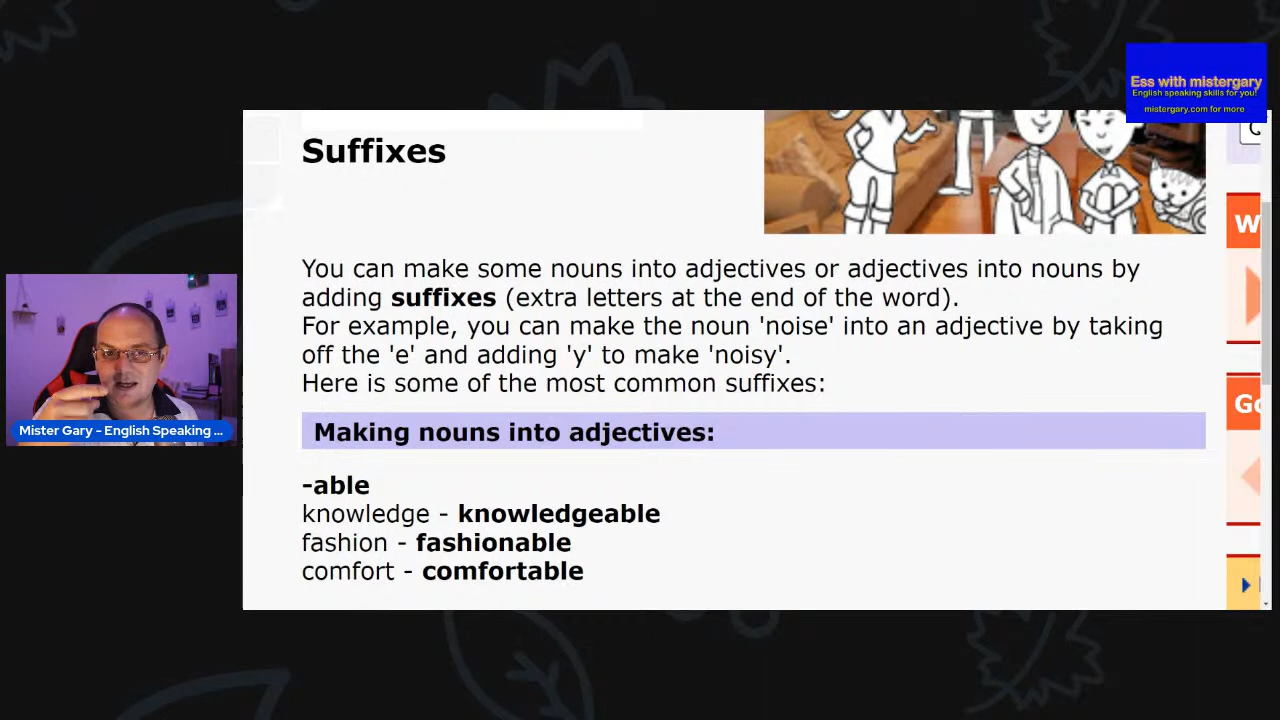 Ess with mistergary
English speaking skills for you!
mistergary.com for more
Suffixes
You can make some nouns into adjectives or adjectives into nouns by
adding suffixes (extra letters at the end of the word).
For example, you can make the noun 'noise' into an adjective by taking
off the 'e' and adding 'y' to make 'noisy'.
Here is some of the most common suffixes:
Making nouns into adjectives:
-able
knowledge - knowledgeable
fashion - fashionable
comfort - comfortable
Mister Gary - English Speaking ...